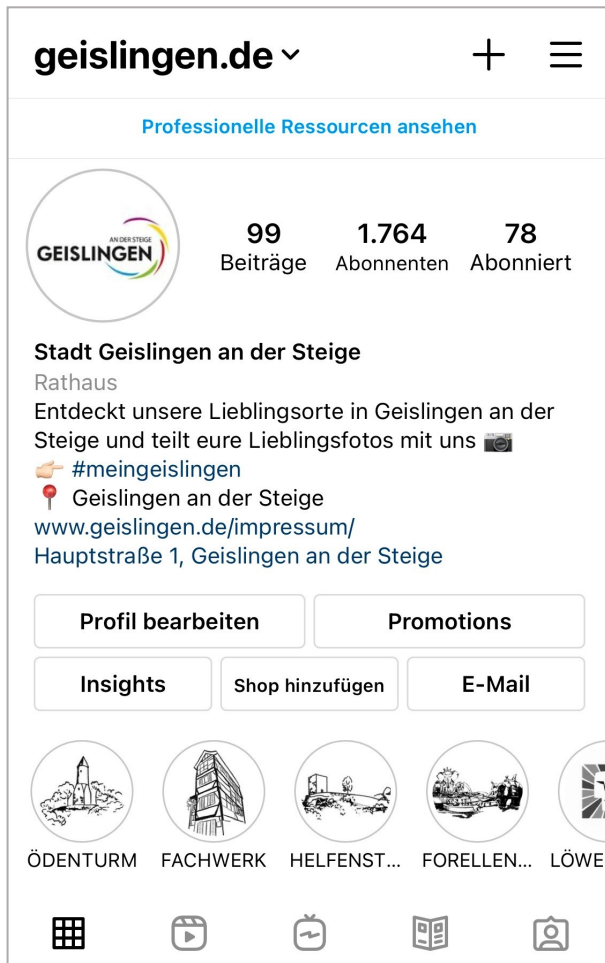 geislingen.de
Professionelle Ressourcen ansehen
AN DER STEIGE
GEISLINGEN
99 1.764 78
Beiträge Abonnenten Abonniert
Stadt Geislingen an der Steige
Rathaus
Entdeckt unsere Lieblingsorte in Geislingen an der
Steige und teilt eure Lieblingsfotos mit uns 📷
👉🏻 #meingeislingen
📍 Geislingen an der Steige
www.geislingen.de/impressum/
Hauptstraße 1, Geislingen an der Steige
Profil bearbeiten Promotions
Insights Shop hinzufügen E-Mail
ÖDENTURM FACHWERK HELFENST... FORELLEN... LÖWE